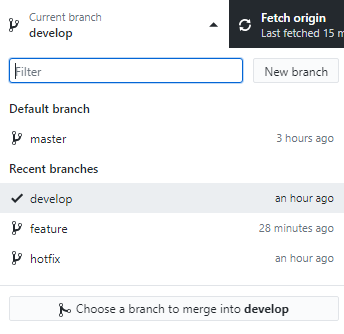 Current branch
develop
Fetch origin
Last fetched 15 m
Filter
New branch
Default branch
master
3 hours ago
Recent branches
develop
an hour ago
feature
28 minutes ago
hotfix
an hour ago
Choose a branch to merge into develop